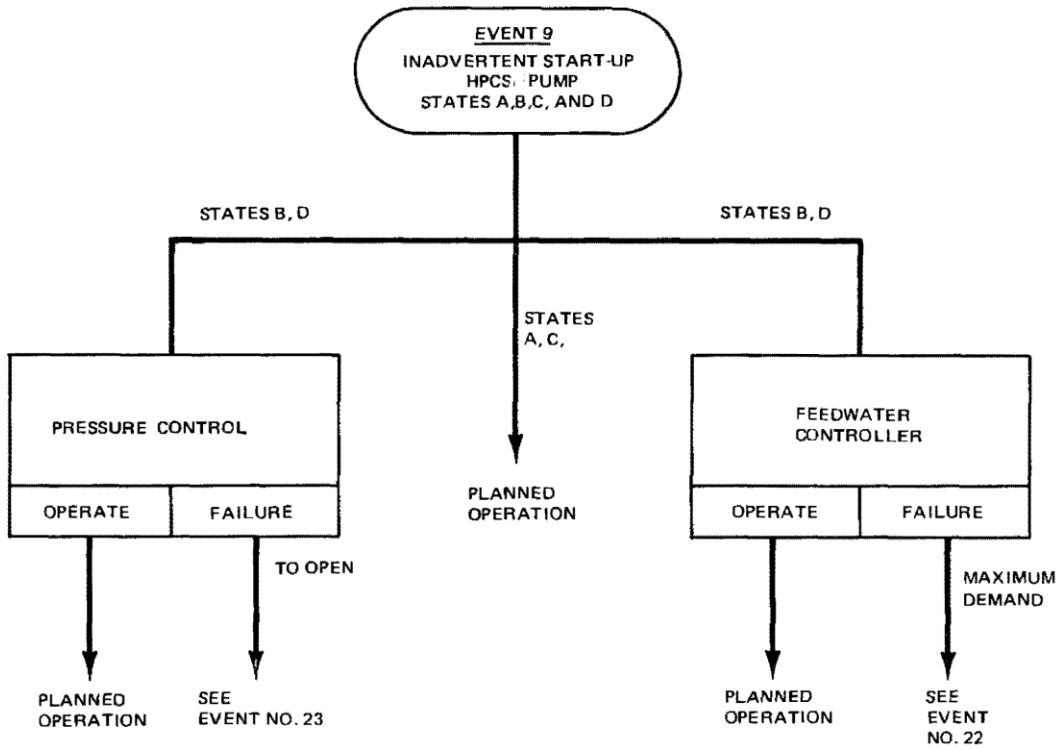 EVENT 9
INADVERTENT START-UP
HPCS PUMP
STATES A,B,C, AND D
STATES B, D
STATES B, D
STATES
A, C,
PRESSURE CONTROL
OPERATE
FAILURE
FEEDWATER
CONTROLLER
OPERATE
FAILURE
TO OPEN
PLANNED
OPERATION
MAXIMUM
DEMAND
PLANNED
OPERATION
SEE
EVENT NO. 23
PLANNED
OPERATION
SEE
EVENT
NO. 22